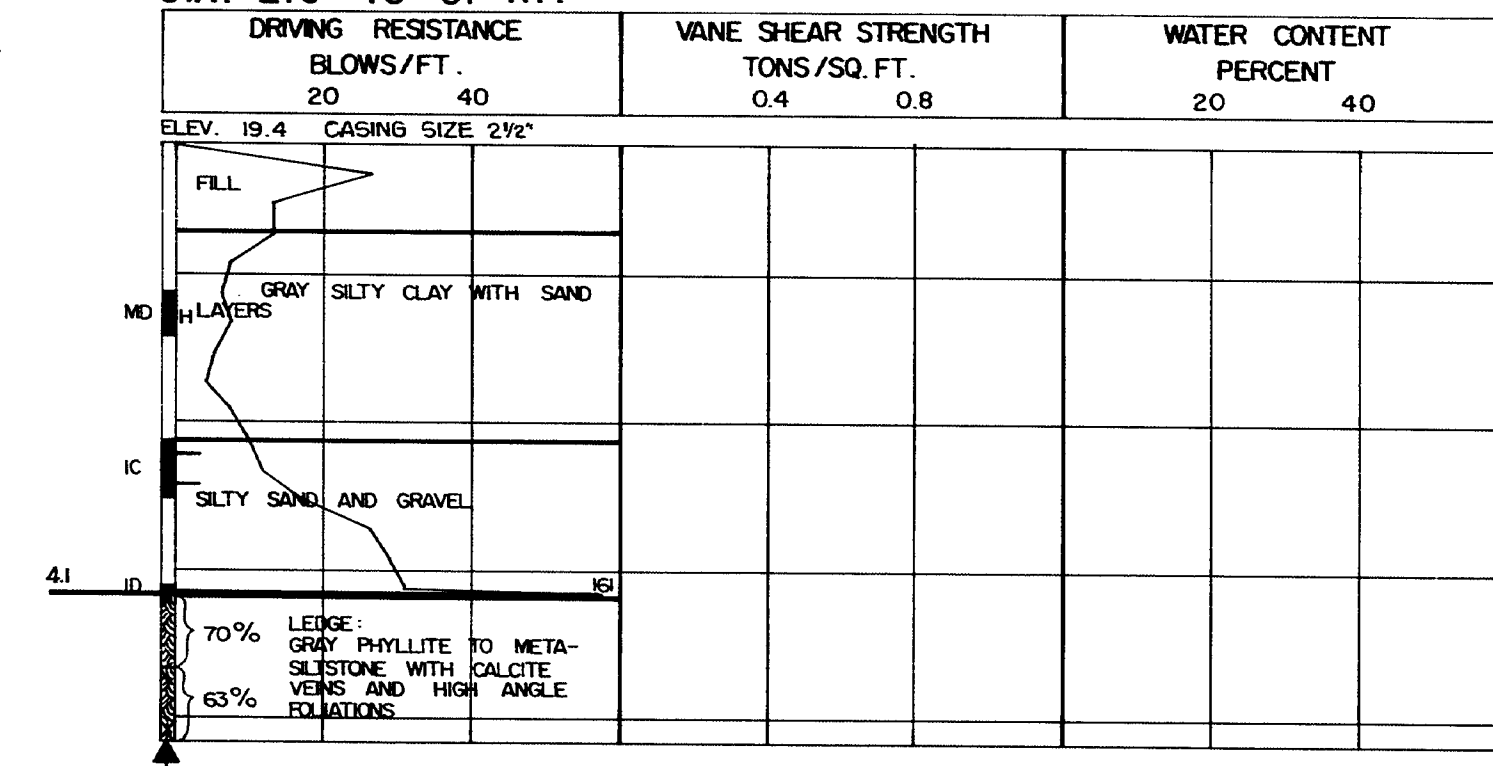 DRIVING RESISTANCE
BLOWS/FT.
20 40
VANE SHEAR STRENGTH
TONS/SQ. FT.
0.4 0.8
WATER CONTENT
PERCENT
20 40
ELEV. 19.4 CASING SIZE 2 1/2"
FILL
GRAY SILTY CLAY WITH SAND
MD H LAYERS
IC
SILTY SAND AND GRAVEL
4.1 ID 161
70%
LEDGE:
GRAY PHYLLITE TO META-
SILTSTONE WITH CALCITE
63%
VEINS AND HIGH ANGLE
FOLIATIONS